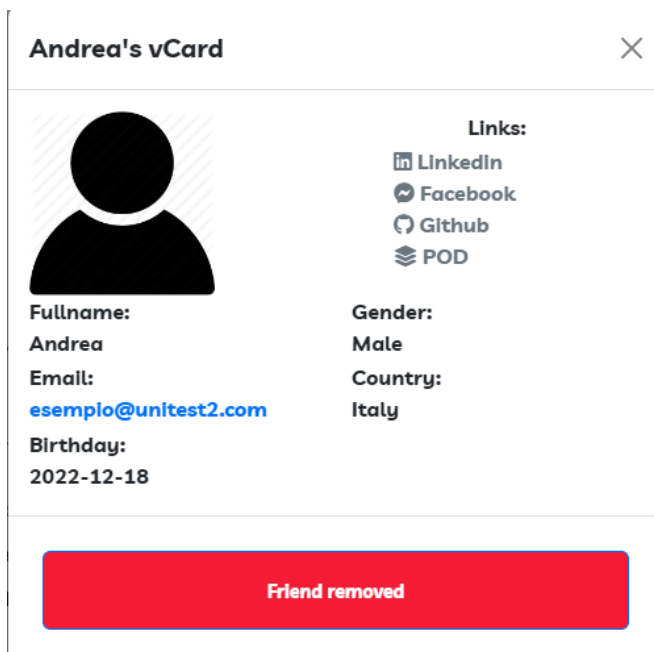 Andrea's vCard
Links:
Linkedin
Facebook
Github
POD
Fullname:
Andrea
Gender:
Male
Email:
esempio@unitest2.com
Country:
Italy
Birthday:
2022-12-18
Friend removed